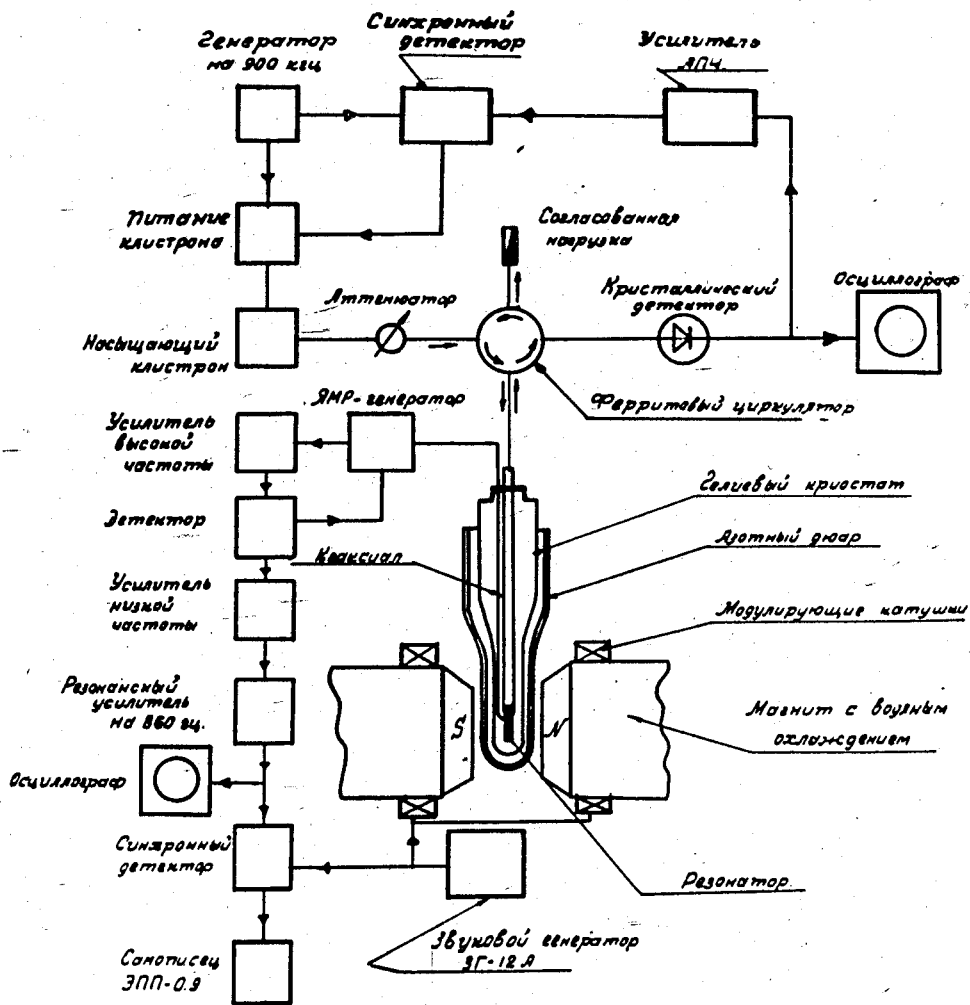 Генератор
на 900 кгц
Синхронный
детектор
Усилитель
АПЧ
Питание
клистрона
Согласованная
нагрузка
Кристаллический
детектор
Осциллограф
Аттенюатор
Насыщающий
клистрон
ЯМР-генератор
Ферритовый циркулятор
Усилитель
высокой
частоты
Гелиевый криостат
Детектор
Азотный дюар
Коаксиал
Усилитель
низкой
частоты
Модулирующие катушки
Резонансный
усилитель
на 860 гц.
S
N
Магнит с водяным
охлаждением
Осциллограф
Синхронный
детектор
Резонатор
Звуковой генератор
ЗГ-12А
Самописец
ЭПП-0.9